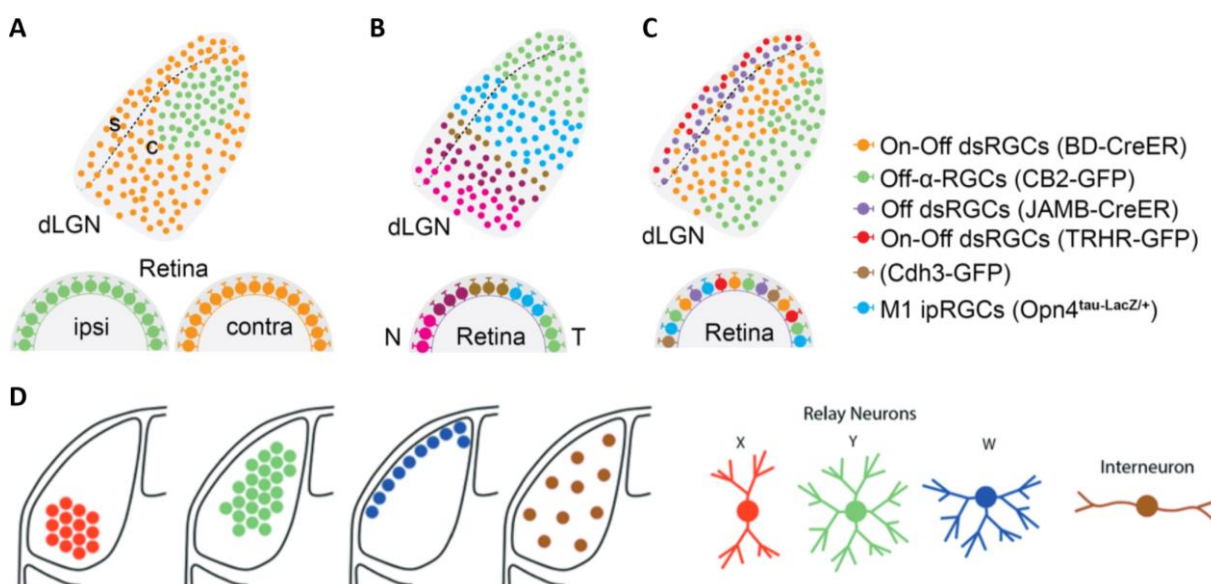 A
S
C
dLGN
Retina
ipsi
contra
B
dLGN
N
Retina
T
C
dLGN
Retina
On-Off dsRGCs (BD-CreER)
Off-α-RGCs (CB2-GFP)
Off dsRGCs (JAMB-CreER)
On-Off dsRGCs (TRHR-GFP)
(Cdh3-GFP)
M1 ipRGCs (Opn4tau-LacZ/+)
D
Relay Neurons
X Y W
Interneuron